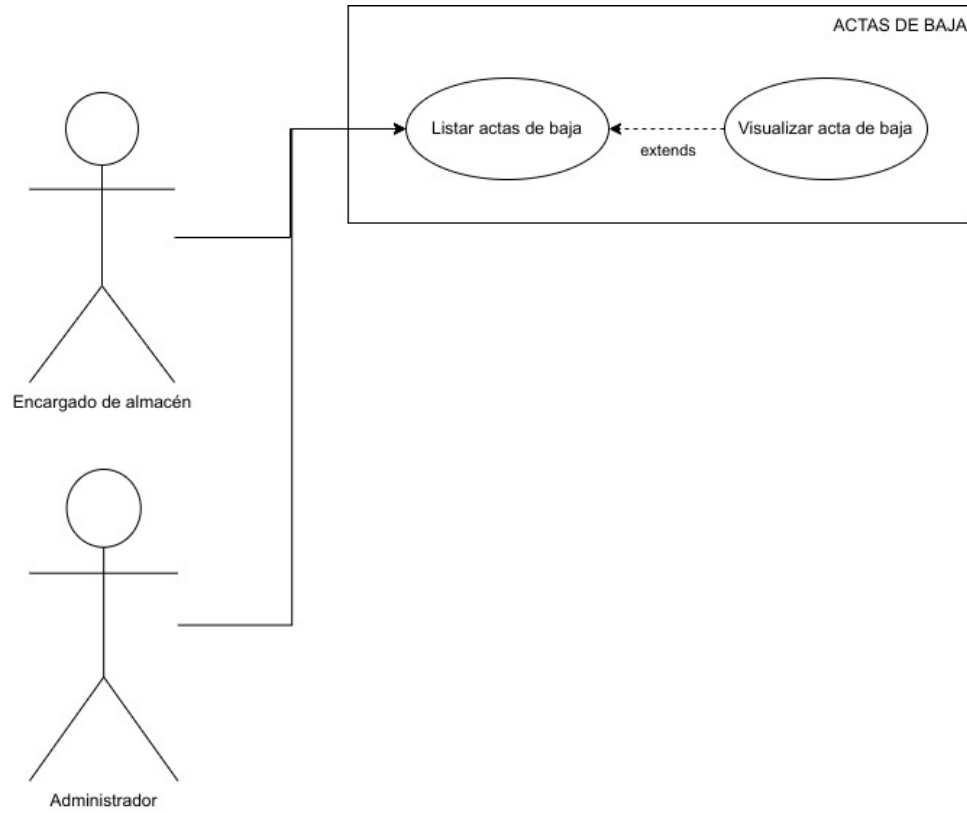 ACTAS DE BAJA
Listar actas de baja
extends
Visualizar acta de baja
Encargado de almacén
Administrador